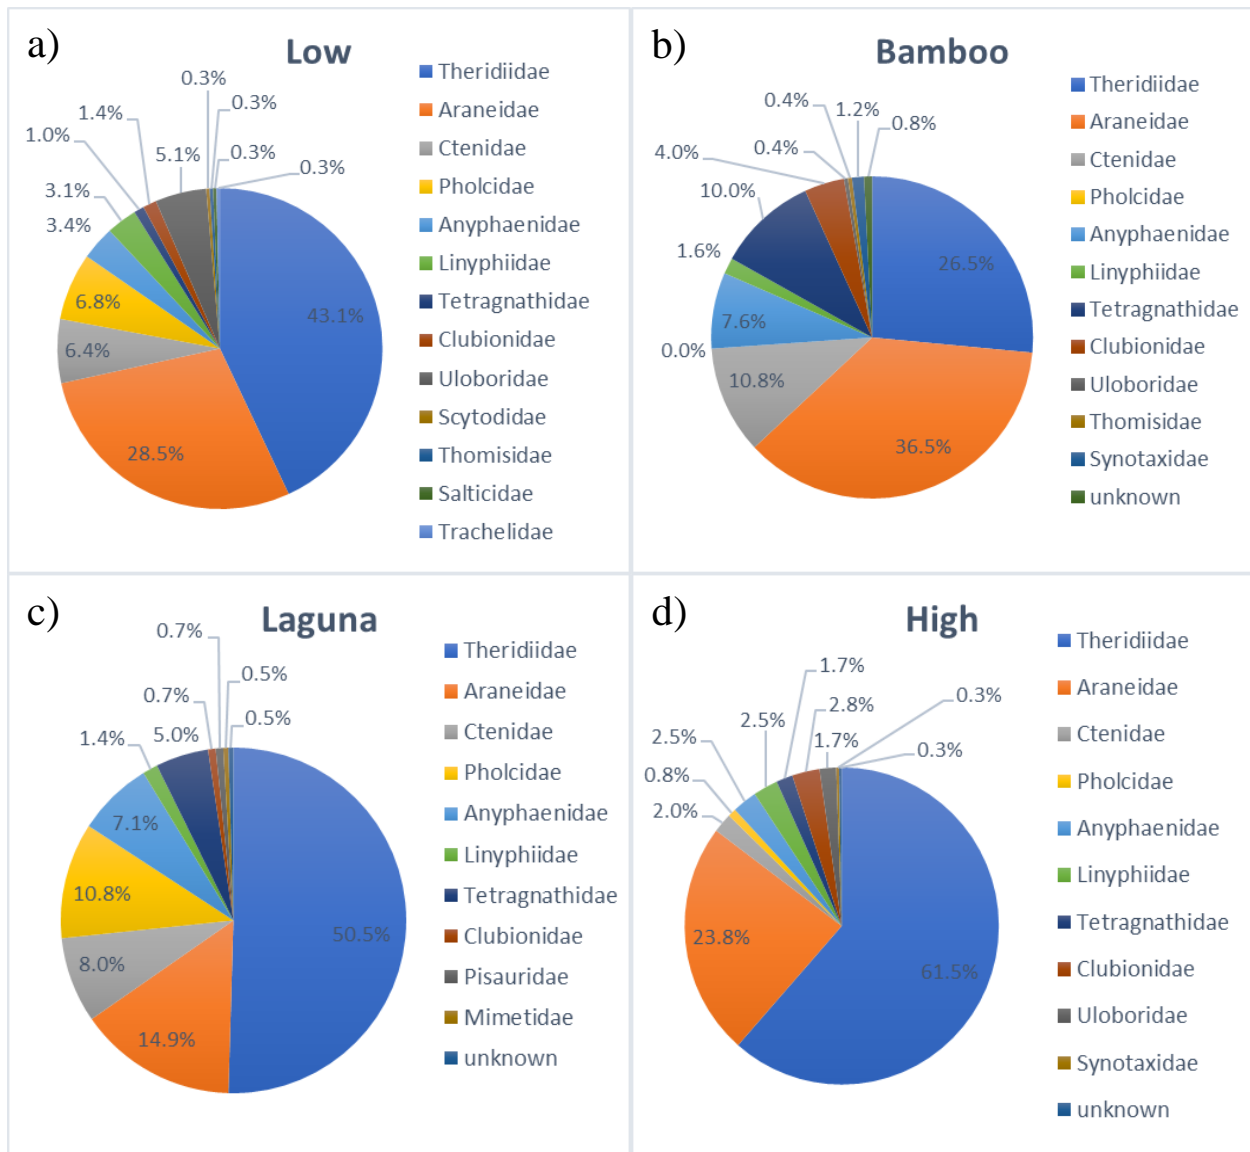 a)
Low
0.3%
0.3%
1.4%
1.0%
5.1%
0.3%
0.3%
3.1%
3.4%
6.8%
6.4%
43.1%
28.5%
Theridiidae
Araneidae
Ctenidae
Pholcidae
Anyphaenidae
Linyphiidae
Tetragnathidae
Clubionidae
Uloboridae
Scytodidae
Thomisidae
Salticidae
Trachelidae
b)
Bamboo
0.4%
1.2%
0.8%
0.4%
4.0%
10.0%
1.6%
26.5%
7.6%
0.0%
10.8%
36.5%
Theridiidae
Araneidae
Ctenidae
Pholcidae
Anyphaenidae
Linyphiidae
Tetragnathidae
Clubionidae
Uloboridae
Thomisidae
Synotaxidae
unknown
c)
Laguna
0.7%
0.5%
0.7%
0.5%
5.0%
1.4%
7.1%
10.8%
8.0%
50.5%
14.9%
Theridiidae
Araneidae
Ctenidae
Pholcidae
Anyphaenidae
Linyphiidae
Tetragnathidae
Clubionidae
Pisauridae
Mimetidae
unknown
d)
High
1.7%
0.3%
2.8%
2.5%
2.5%
1.7%
0.3%
0.8%
2.0%
23.8%
61.5%
Theridiidae
Araneidae
Ctenidae
Pholcidae
Anyphaenidae
Linyphiidae
Tetragnathidae
Clubionidae
Uloboridae
Synotaxidae
unknown